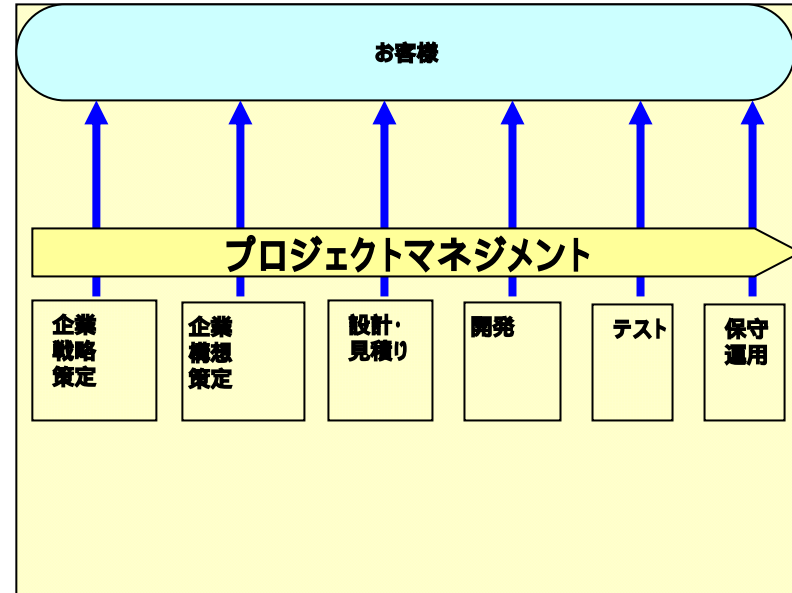 お客様
プロジェクトマネジメント
企業
戦略
策定
企業
構想
策定
設計・
見積り
開発
テスト
保守
運用